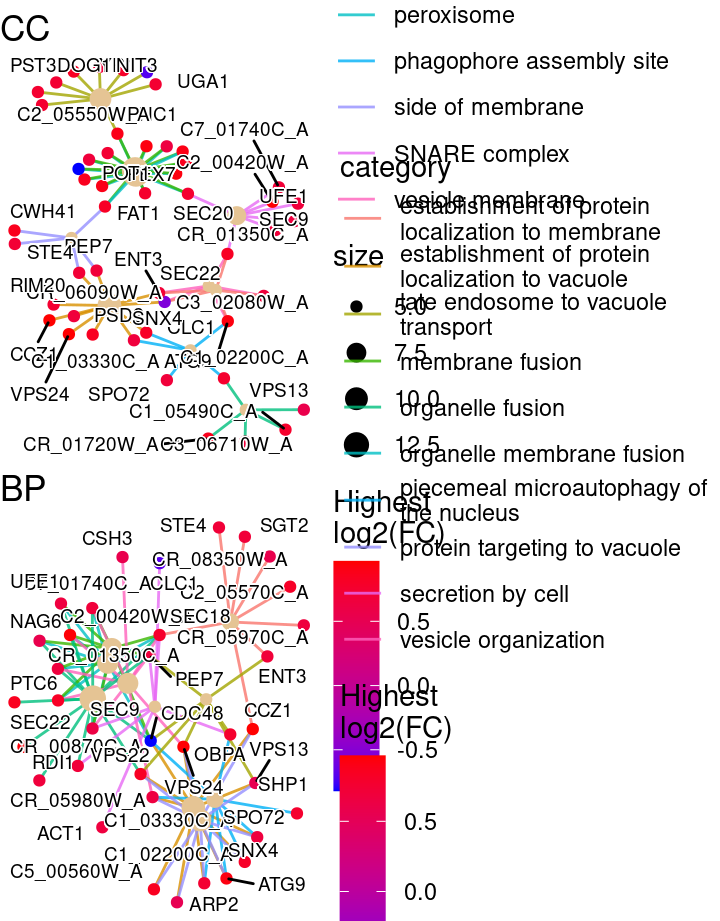 CC
UGA1
C7_01740C_A
C2_00420W_A
UFE1
CWH41
FAT1
SEC20
SEC9
CR_01350C_A
STE4
PEP7
ENT3
SEC22
RIM20
CR_06090W_A
C3_02080W_A
SNX4
CLC1
CCZ1
C1_03330C_A
C1_02200C_A
VPS24
SPO72
VPS13
C1_05490C_A
CR_01720W_A
C3_06710W_A
BP
STE4
SGT2
CSH3
CR_08350W_A
UFE1
CLC1
C2_05570C_A
NAG6
C2_00420W
SEC18
CR_05970C_A
CR_01350C_A
PTC6
PEP7
ENT3
SEC9
CDC48
CCZ1
SEC22
CR_00870C_A
RDI1
VPS22
OBPA
VPS13
VPS24
SHP1
CR_05980W_A
C1_03330C_A
SPO72
ACT1
C1_02200C_A
SNX4
C5_00560W_A
ATG9
ARP2
peroxisome
phagophore assembly site
side of membrane
SNARE complex
vesicle membrane
category
establishment of protein
localization to membrane
establishment of protein
localization to vacuole
late endosome to vacuole
transport
membrane fusion
organelle fusion
organelle membrane fusion
piecemeal microautophagy of
the nucleus
protein targeting to vacuole
secretion by cell
vesicle organization
size
5.0
7.5
10.0
12.5
Highest
log2(FC)
0.5
0.0
-0.5
Highest
log2(FC)
0.5
0.0